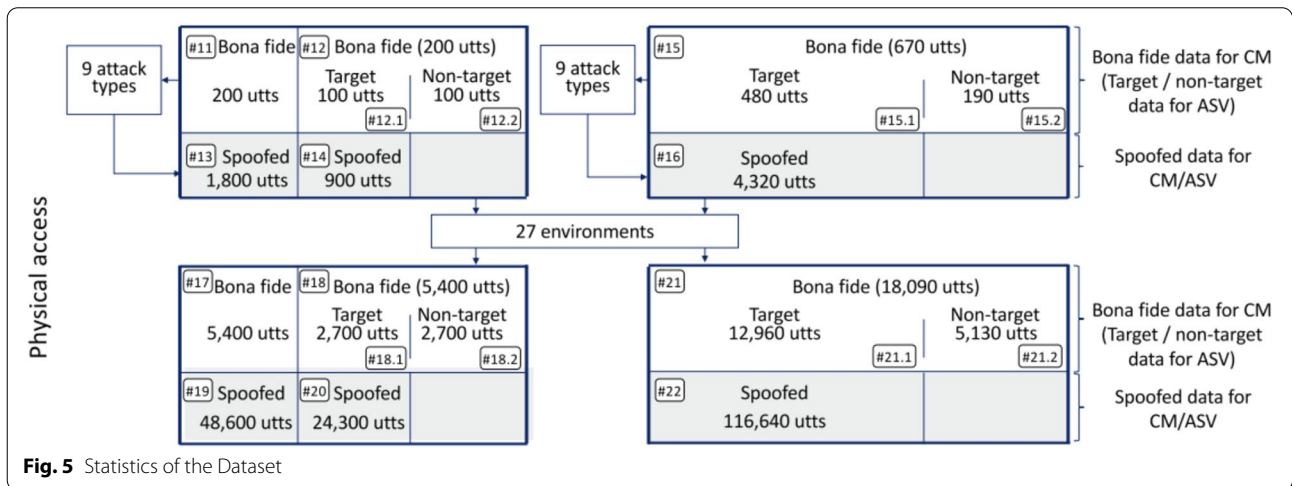 Physical access
9 attack
types
#11 Bona fide
200 utts
#12 Bona fide (200 utts)
Target
100 utts
#12.1
Non-target
100 utts
#12.2
#13 Spoofed
1,800 utts
#14 Spoofed
900 utts
9 attack
types
#15 Bona fide (670 utts)
Target
480 utts
#15.1
Non-target
190 utts
#15.2
#16 Spoofed
4,320 utts
Bona fide data for CM
(Target / non-target
data for ASV)
Spoofed data for
CM/ASV
27 environments
#17 Bona fide
5,400 utts
#18 Bona fide (5,400 utts)
Target
2,700 utts
#18.1
Non-target
2,700 utts
#18.2
#19 Spoofed
48,600 utts
#20 Spoofed
24,300 utts
#21 Bona fide (18,090 utts)
Target
12,960 utts
#21.1
Non-target
5,130 utts
#21.2
#22 Spoofed
116,640 utts
Bona fide data for CM
(Target / non-target
data for ASV)
Spoofed data for
CM/ASV
Fig. 5 Statistics of the Dataset